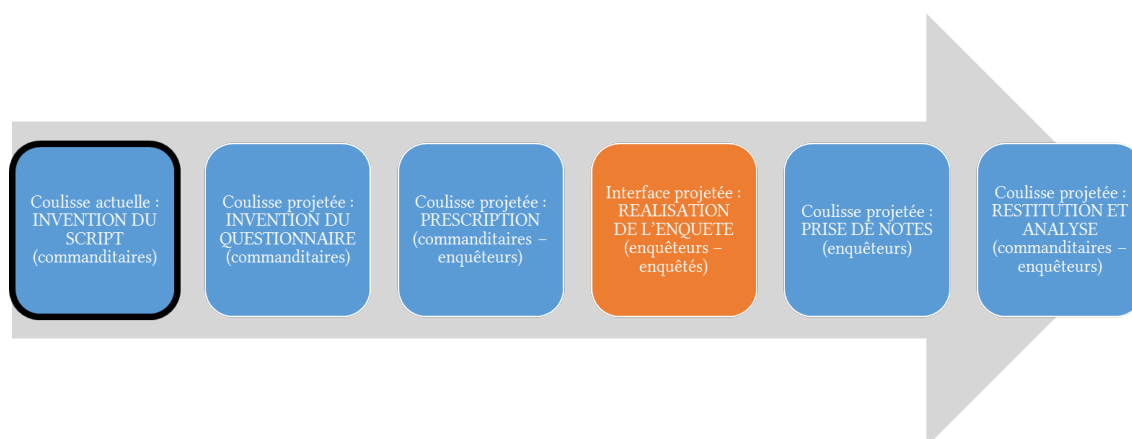 Coulisse actuelle :
INVENTION DU
SCRIPT
(commanditaires)
Coulisse projetée :
INVENTION DU
QUESTIONNAIRE
(commanditaires)
Coulisse projetée :
PRESCRIPTION
(commanditaires –
enquêteurs)
Interface projetée :
REALISATION
DE L'ENQUETE
(enquêteurs –
enquêtés)
Coulisse projetée :
PRISE DE NOTES
(enquêteurs)
Coulisse projetée :
RESTITUTION ET
ANALYSE
(commanditaires –
enquêteurs)